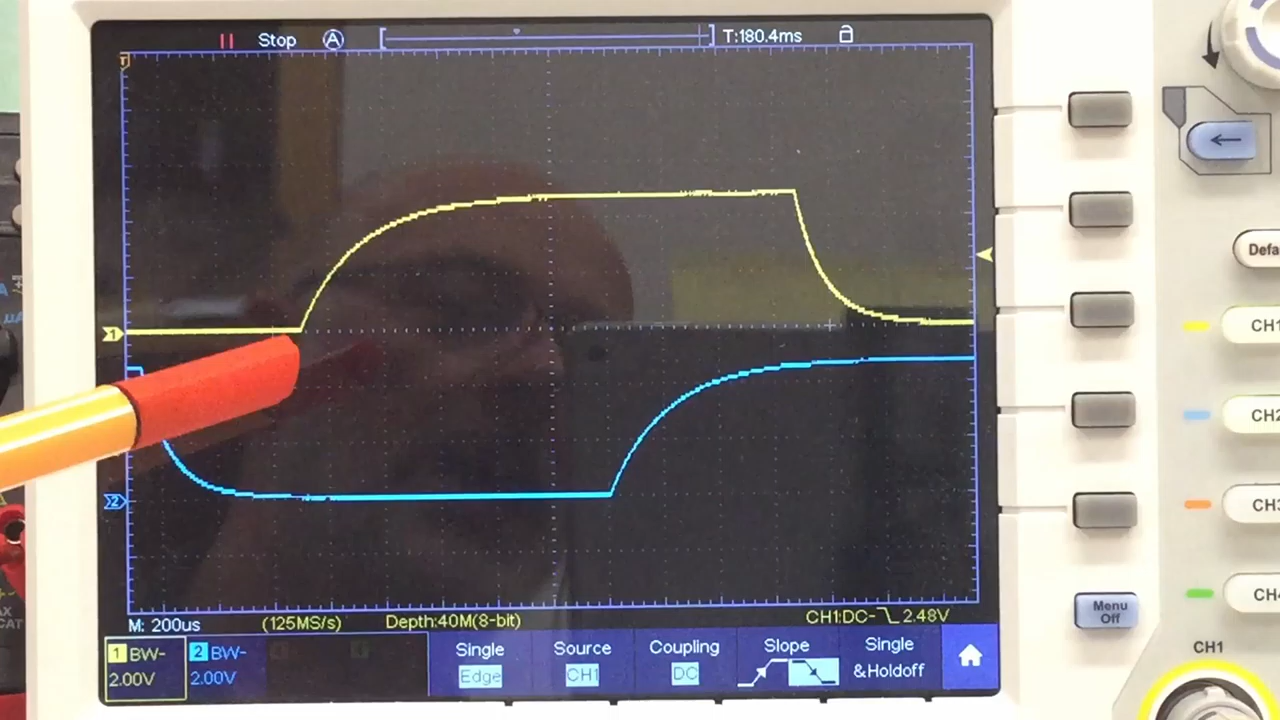 Stop A T:180.4ms
T
Defa
1
CH1
CH2
2
CH3
CH4
M: 200us (125MS/s) Depth:40M(8-bit) CH1:DC- 2.48V
Menu
Off
1 BW- 2 BW-
2.00V 2.00V
Single Source Coupling Slope Single
Edge CH1 DC &Holdoff
CH1